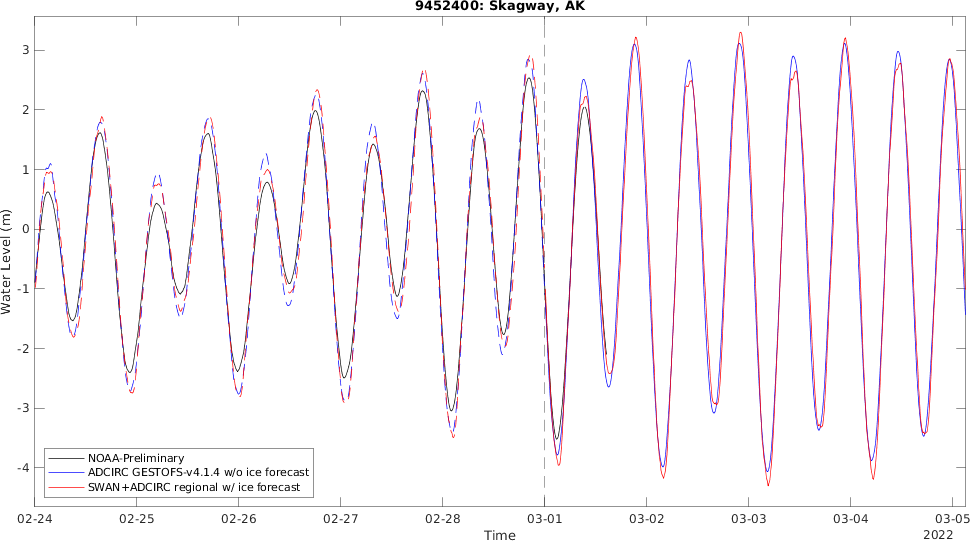 9452400: Skagway, AK
3
2
1
0
-1
-2
-3
-4
Water Level (m)
NOAA-Preliminary
ADCIRC GESTOFS-v4.1.4 w/o ice forecast
SWAN+ADCIRC regional w/ ice forecast
02-24 02-25 02-26 02-27 02-28 03-01 03-02 03-03 03-04 03-05
Time
2022